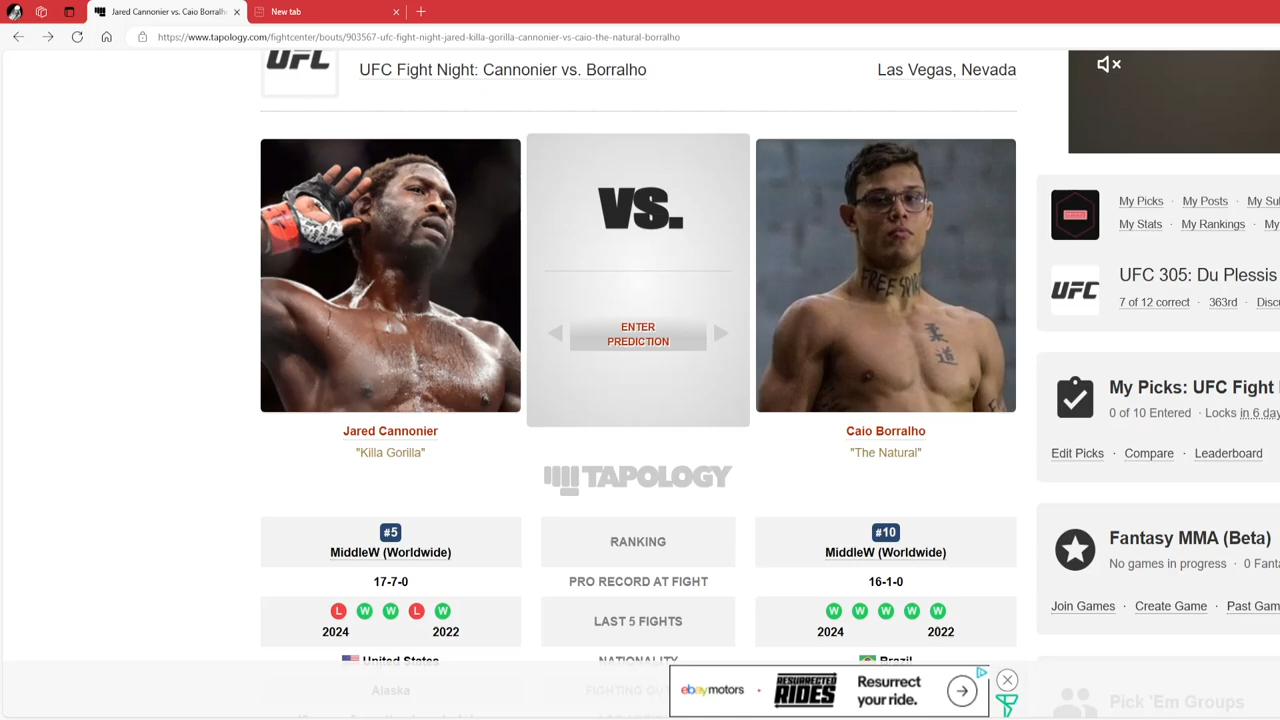 Jared Cannonier vs. Caio Borralh
New tab
https://www.tapology.com/fightcenter/bouts/903567-ufc-fight-night-jared-killa-gorilla-cannonier-vs-caio-the-natural-borralho
UFC
UFC Fight Night: Cannonier vs. Borralho
Las Vegas, Nevada
VS.
ENTER
PREDICTION
FREE SPIRIT
Jared Cannonier
"Killa Gorilla"
Caio Borralho
"The Natural"
TAPOLOGY
#5
MiddleW (Worldwide)
RANKING
#10
MiddleW (Worldwide)
17-7-0
PRO RECORD AT FIGHT
16-1-0
L W W L W
2024 2022
LAST 5 FIGHTS
W W W W W
2024 2022
United States
NATIONALITY
Brazil
Alaska
FIGHTING OU
My Picks · My Posts · My Su
My Stats · My Rankings · My
UFC
UFC 305: Du Plessis
7 of 12 correct · 363rd · Disc
My Picks: UFC Fight
0 of 10 Entered · Locks in 6 day
Edit Picks · Compare · Leaderboard
Fantasy MMA (Beta)
No games in progress · 0 Fanta
Join Games · Create Game · Past Gam
Pick 'Em Groups
ebay motors
RESURRECTED
RIDES
Resurrect
your ride.